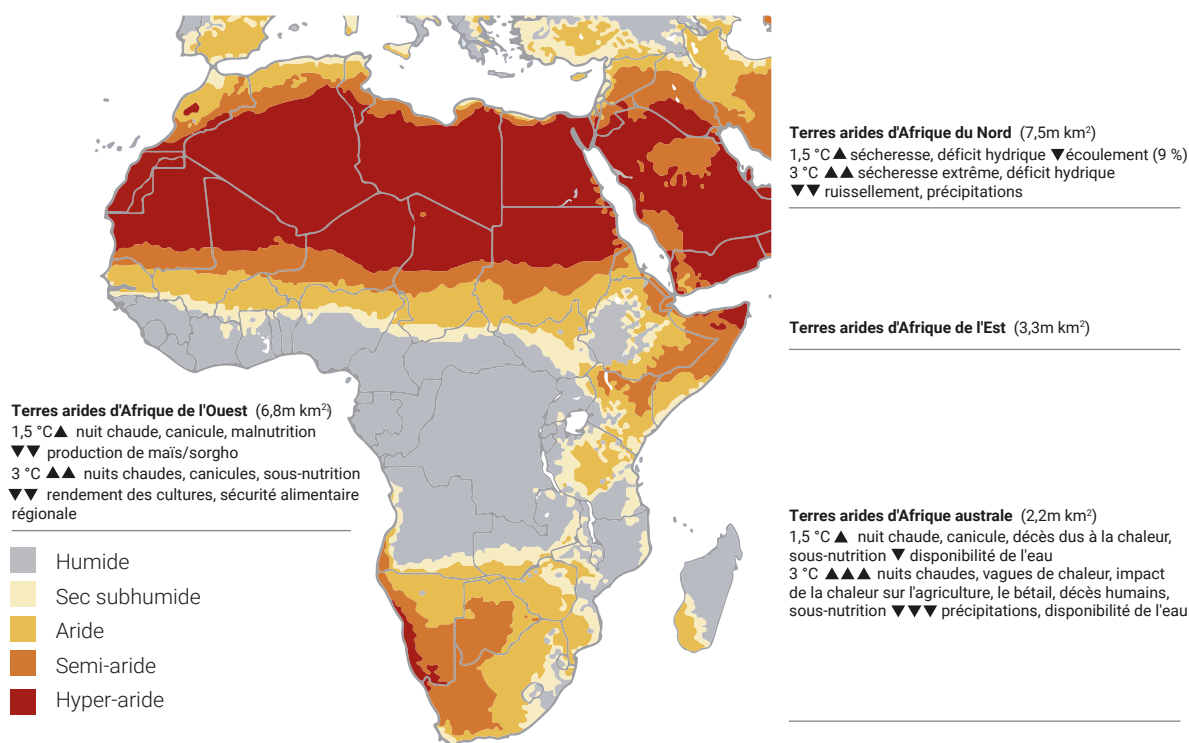 Terres arides d'Afrique du Nord (7,5m km²)
1,5 °C ▲ sécheresse, déficit hydrique ▼écoulement (9 %)
3 °C ▲▲ sécheresse extrême, déficit hydrique
▼▼ ruissellement, précipitations
Terres arides d'Afrique de l'Est (3,3m km²)
Terres arides d'Afrique de l'Ouest (6,8m km²)
1,5 °C▲ nuit chaude, canicule, malnutrition
▼▼ production de maïs/sorgho
3 °C ▲▲ nuits chaudes, canicules, sous-nutrition
▼▼ rendement des cultures, sécurité alimentaire
régionale
Terres arides d'Afrique australe (2,2m km²)
1,5 °C ▲ nuit chaude, canicule, décès dus à la chaleur,
sous-nutrition ▼ disponibilité de l'eau
3 °C ▲▲▲ nuits chaudes, vagues de chaleur, impact
de la chaleur sur l'agriculture, le bétail, décès humains,
sous-nutrition ▼▼▼ précipitations, disponibilité de l'eau
Humide
Sec subhumide
Aride
Semi-aride
Hyper-aride